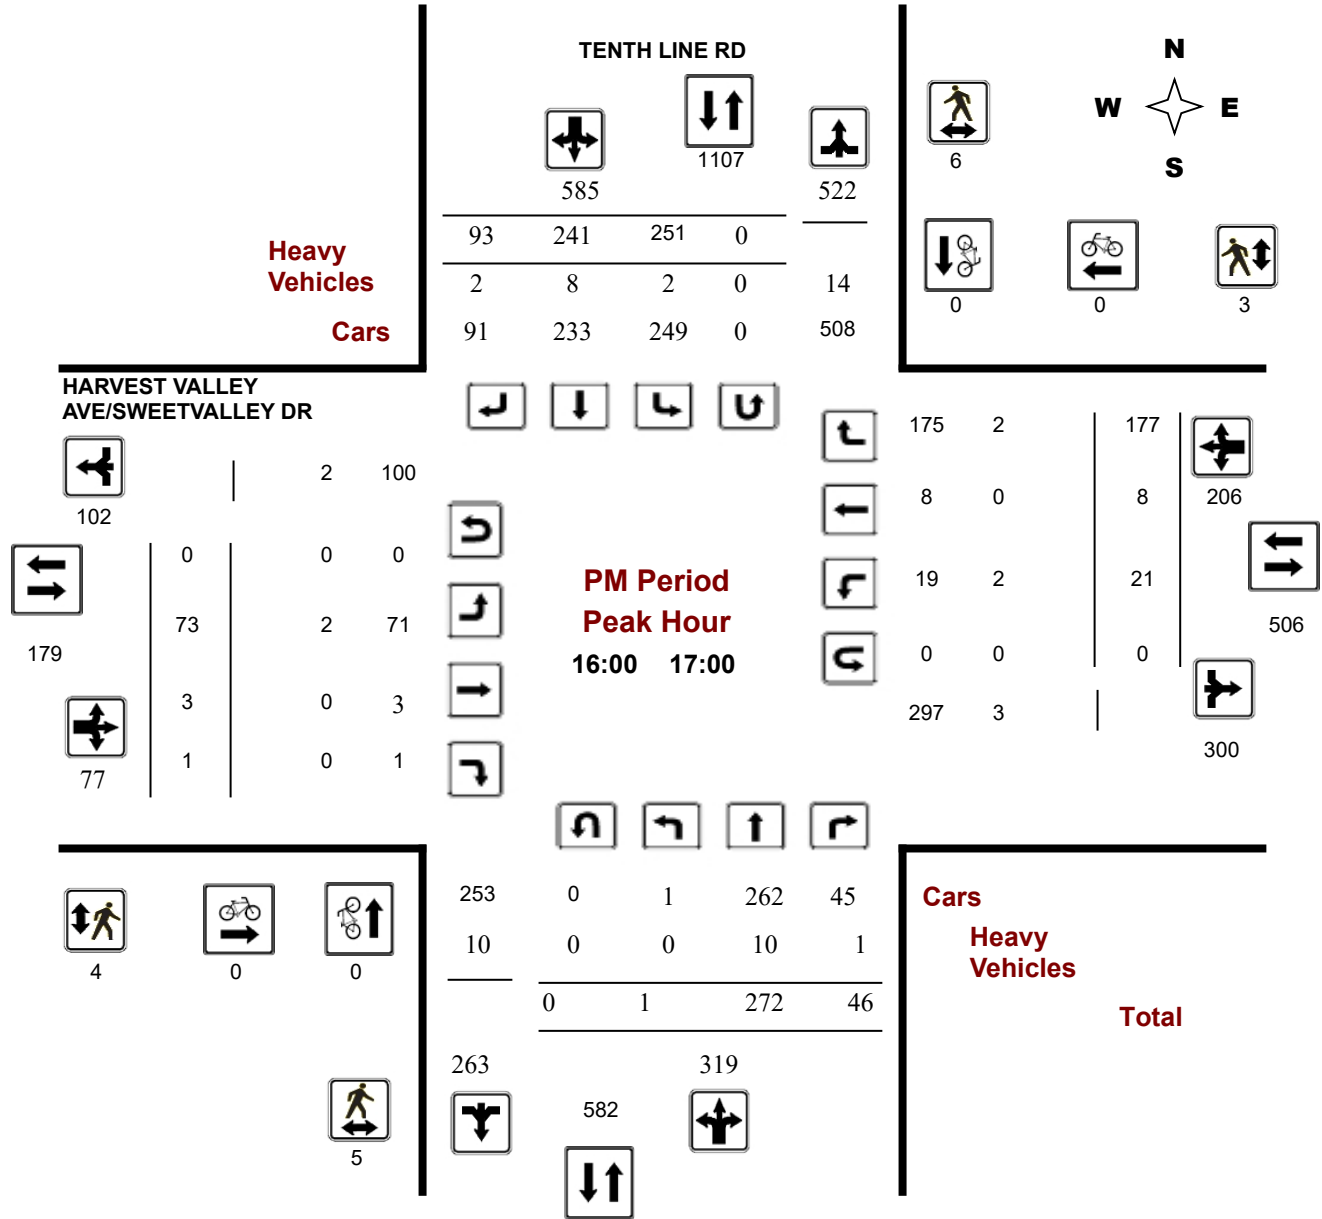 TENTH LINE RD
N
W E
S
1107
6
585
522
93 241 251 0
Heavy
Vehicles
2 8 2 0 14
0 0 3
Cars
91 233 249 0 508
HARVEST VALLEY
AVE/SWEETVALLEY DR
175 2 177
2 100
102
8 0 8
206
0 0 0
PM Period
19 2 21
Peak Hour
73 2 71
506
179
16:00 17:00
0 0 0
3 0 3
297 3
300
1 0 1
77
253 0 1 262 45
Cars
10 0 0 10 1
Heavy
Vehicles
4 0 0
0 1 272 46
Total
263 319
582
5